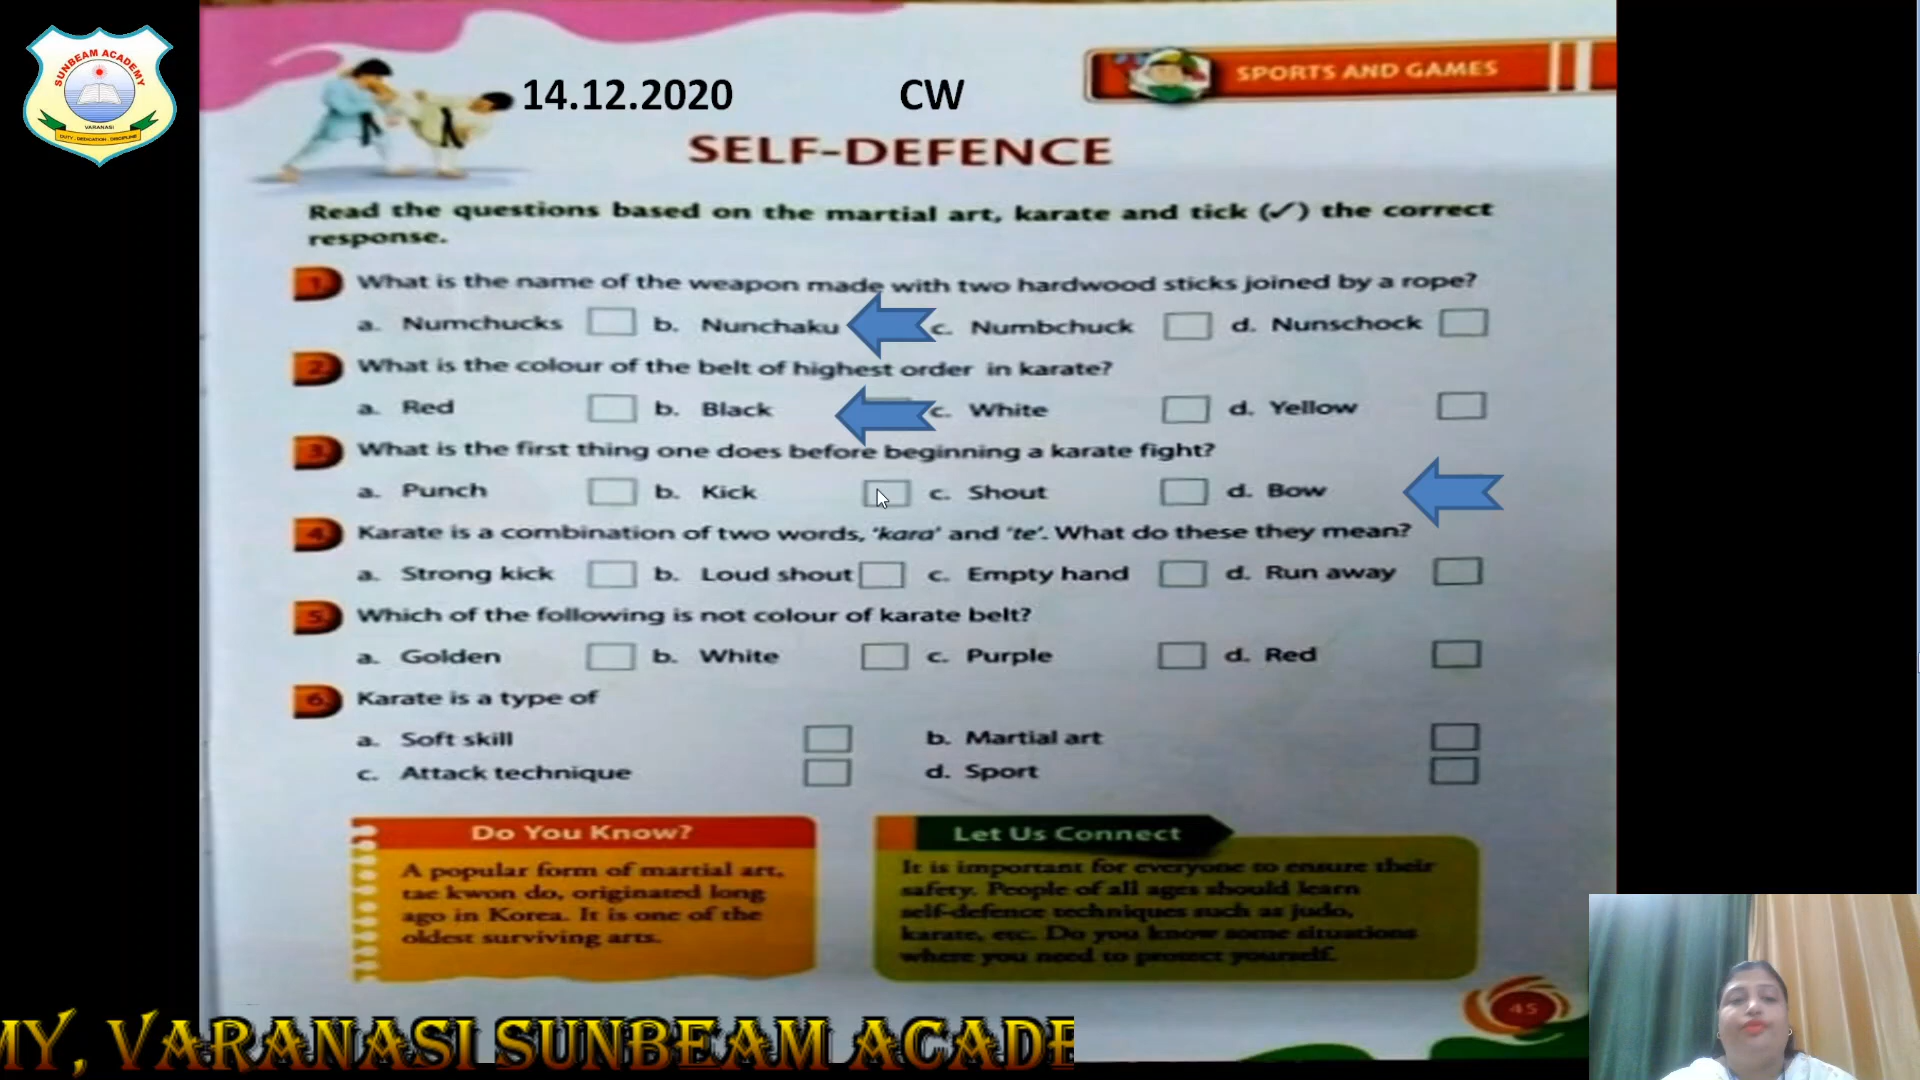 SUNBEAM ACADEMY
VARANASI
DUTY . DEDICATION . DISCIPLINE
14.12.2020 CW
SPORTS AND GAMES
SELF-DEFENCE
Read the questions based on the martial art, karate and tick (✓) the correct
response.
1. What is the name of the weapon made with two hardwood sticks joined by a rope?
a. Numchucks b. Nunchaku c. Numbchuck d. Nunschock
2. What is the colour of the belt of highest order in karate?
a. Red b. Black c. White d. Yellow
3. What is the first thing one does before beginning a karate fight?
a. Punch b. Kick c. Shout d. Bow
4. Karate is a combination of two words, ‘kara’ and ‘te’. What do these they mean?
a. Strong kick b. Loud shout c. Empty hand d. Run away
5. Which of the following is not colour of karate belt?
a. Golden b. White c. Purple d. Red
6. Karate is a type of
a. Soft skill b. Martial art
c. Attack technique d. Sport
Do You Know?
A popular form of martial art,
tae kwon do, originated long
ago in Korea. It is one of the
oldest surviving arts.
Let Us Connect
It is important for everyone to ensure their
safety. People of all ages should learn
self-defence techniques such as judo,
karate, etc. Do you know some situations
where you need to protect yourself.
45
MY, VARANASI SUNBEAM ACADE